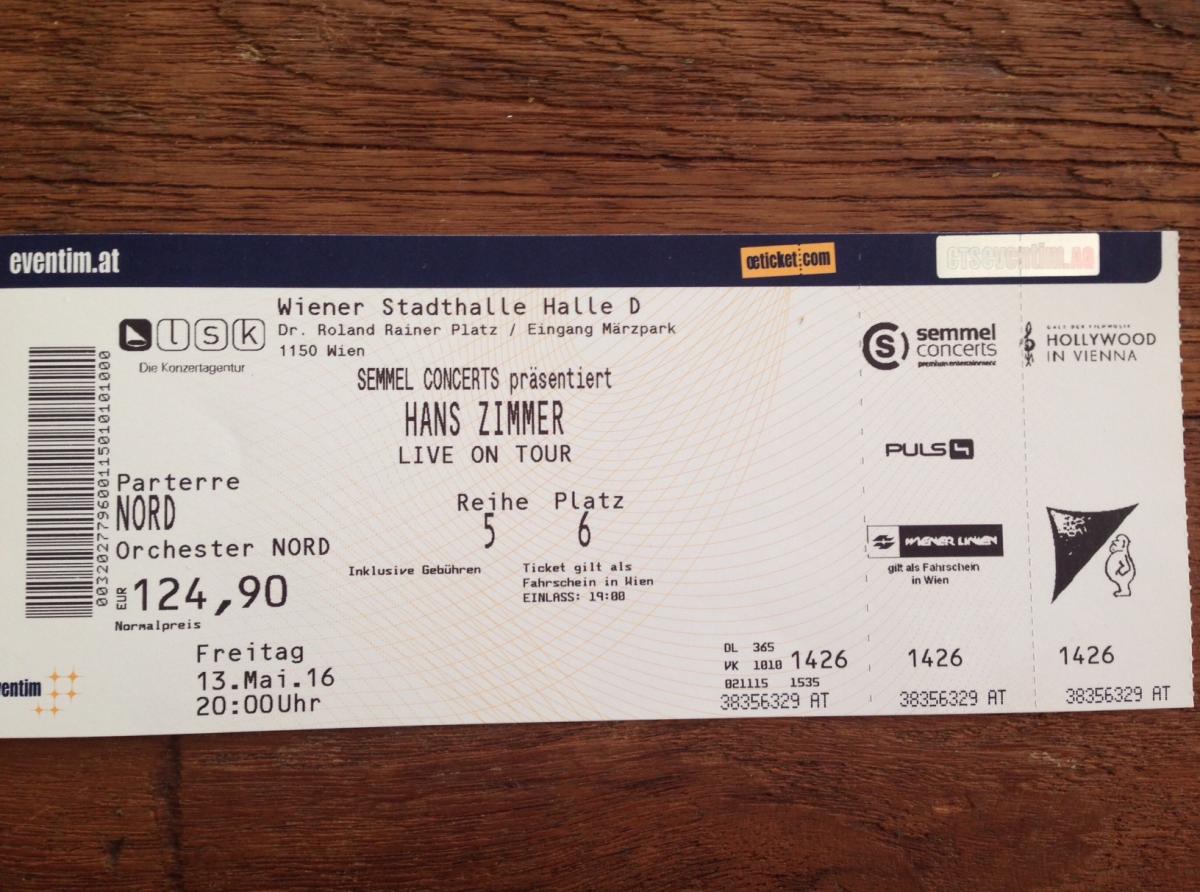 eventim.at
œticket.com
cts eventim.ag
lsk
Die Konzertagentur
Wiener Stadthalle Halle D
Dr. Roland Rainer Platz / Eingang Märzpark
1150 Wien
SEMMEL CONCERTS präsentiert
HANS ZIMMER
LIVE ON TOUR
Parterre
NORD
Orchester NORD
Reihe Platz
5 6
EUR 124,90
Normalpreis
Inklusive Gebühren
Ticket gilt als
Fahrschein in Wien
EINLASS: 19:00
Freitag
13.Mai.16
20:00Uhr
entim
DL 365
VK 1010 1426
021115 1535
38356329 AT
semmel
concerts
premium entertainment
PULS 4
WIENER LINIEN
gilt als Fahrschein
in Wien
1426
38356329 AT
HOLLYWOOD
IN VIENNA
1426
38356329 AT